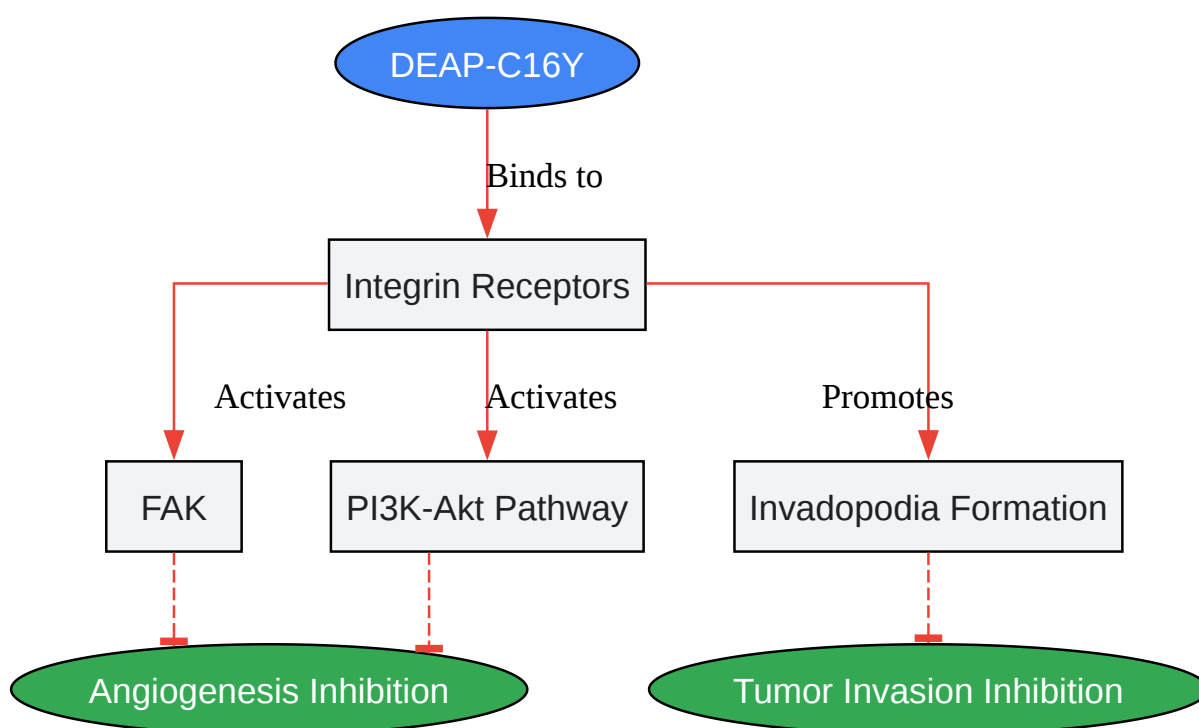 DEAP-C16Y
Binds to
Integrin Receptors
Activates
Activates
Promotes
FAK
PI3K-Akt Pathway
Invadopodia Formation
Angiogenesis Inhibition
Tumor Invasion Inhibition